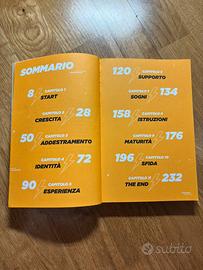 SOMMARIO
8
CAPITOLO 1
START
CAPITOLO 2
CRESCITA
28
50
CAPITOLO 3
ADDESTRAMENTO
CAPITOLO 4
IDENTITÀ
72
90
CAPITOLO 5
ESPERIENZA
120
CAPITOLO 6
SUPPORTO
CAPITOLO 7
SOGNI
134
158
CAPITOLO 8
ISTRUZIONI
CAPITOLO 9
MATURITÀ
176
196
CAPITOLO 10
SFIDA
CAPITOLO 11
THE END
232
subito